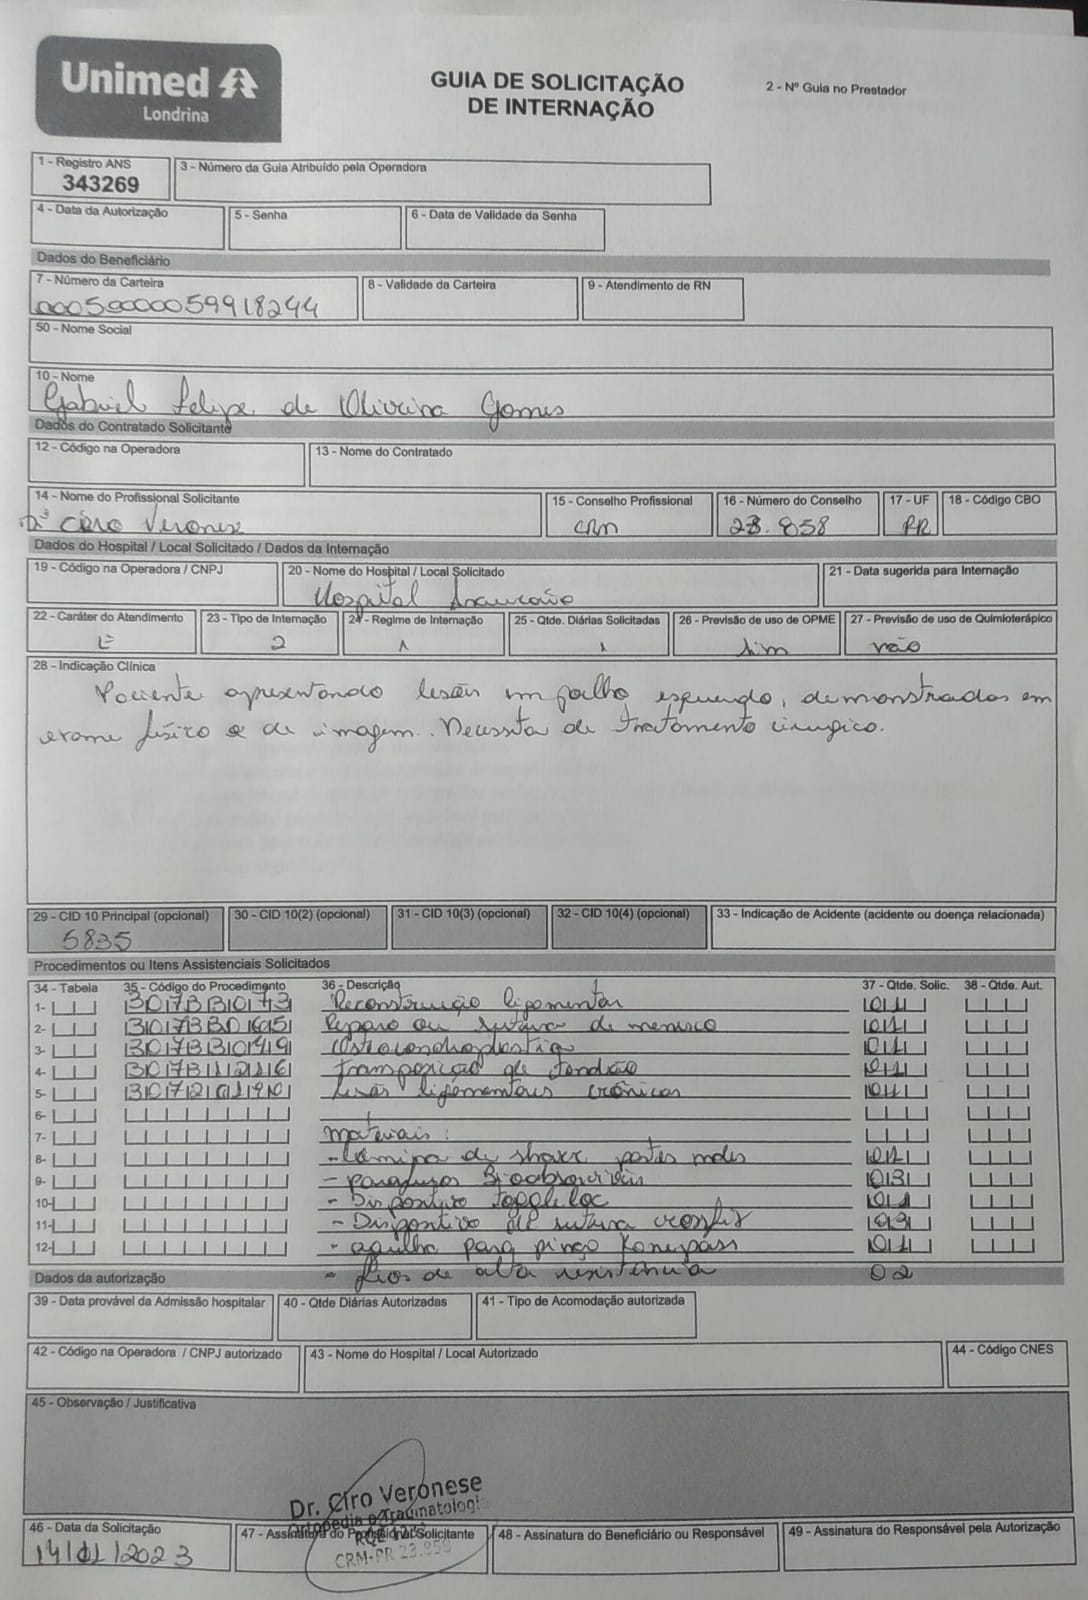 Unimed
Londrina
GUIA DE SOLICITAÇÃO
DE INTERNAÇÃO
2 - Nº Guia no Prestador
1 - Registro ANS
343269
3 - Número da Guia Atribuído pela Operadora
4 - Data da Autorização
5 - Senha
6 - Data de Validade da Senha
Dados do Beneficiário
7 - Número da Carteira
00050000059918244
8 - Validade da Carteira
9 - Atendimento de RN
50 - Nome Social
10 - Nome
Gabriel Felipe de Oliveira Gomes
Dados do Contratado Solicitante
12 - Código na Operadora
13 - Nome do Contratado
14 - Nome do Profissional Solicitante
Dr Ciro Veronese
15 - Conselho Profissional
CRM
16 - Número do Conselho
23.858
17 - UF
PR
18 - Código CBO
Dados do Hospital / Local Solicitado / Dados da Internação
19 - Código na Operadora / CNPJ
20 - Nome do Hospital / Local Solicitado
Hospital Araucária
21 - Data sugerida para Internação
22 - Caráter do Atendimento
E
23 - Tipo de Internação
2
24 - Regime de Internação
1
25 - Qtde. Diárias Solicitadas
1
26 - Previsão de uso de OPME
sim
27 - Previsão de uso de Quimioterápico
não
28 - Indicação Clínica
Paciente apresentando lesões em joelho esquerdo, demonstradas em
exame físico e de imagem. Necessita de tratamento cirurgico.
29 - CID 10 Principal (opcional)
S835
30 - CID 10(2) (opcional)
31 - CID 10(3) (opcional)
32 - CID 10(4) (opcional)
33 - Indicação de Acidente (acidente ou doença relacionada)
Procedimentos ou Itens Assistenciais Solicitados
34 - Tabela 35 - Código do Procedimento 36 - Descrição 37 - Qtde. Solic. 38 - Qtde. Aut.
1- Reconstrução ligamentar 01
2- Reparo ou sutura de menisco 01
3- Osteocondroplastia 01
4- transposição de tendão 01
5- lesões ligamentares crônicas 01
6-
7- Materiais:
8- - Lamina de shaver partes moles 01
9- - parafusos Bioabsorviveis 03
10- - Dispositivo toggleloc 01
11- - Dispositivo de sutura 03
12- - agulha para pinça 01
Dados da autorização - fios de alta resistencia 02
39 - Data provável da Admissão hospitalar
40 - Qtde Diárias Autorizadas
41 - Tipo de Acomodação autorizada
42 - Código na Operadora / CNPJ autorizado
43 - Nome do Hospital / Local Autorizado
44 - Código CNES
45 - Observação / Justificativa
Dr. Ciro Veronese
Ortopedia e Traumatologia
CRM-PR 23.858
46 - Data da Solicitação
14/01/2023
47 - Assinatura do Profissional Solicitante
48 - Assinatura do Beneficiário ou Responsável
49 - Assinatura do Responsável pela Autorização